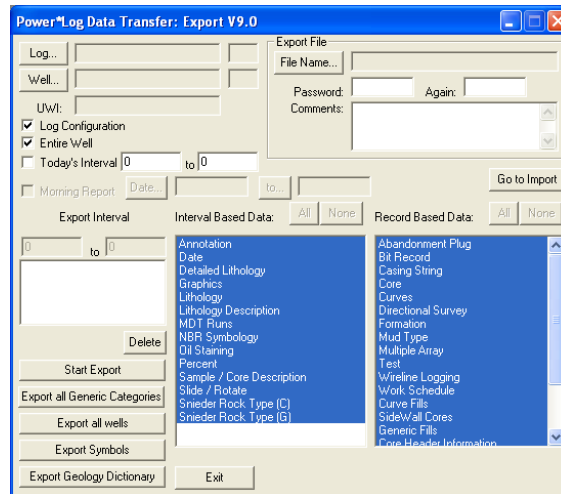 Power*Log Data Transfer: Export V9.0
Log...
Export File
File Name...
Well...
Password:
Again:
UWI:
Comments:
Log Configuration
Entire Well
Today's Interval 0 to 0
Go to Import
Morning Report Date... to...
Export Interval
Interval Based Data: All None
Record Based Data: All None
0 to 0
Annotation
Date
Detailed Lithology
Graphics
Lithology
Lithology Description
MDT Runs
NBR Symbology
Oil Staining
Percent
Sample / Core Description
Slide / Rotate
Snieder Rock Type (C)
Snieder Rock Type (G)
Abandonment Plug
Bit Record
Casing String
Core
Curves
Directional Survey
Formation
Mud Type
Multiple Array
Test
Wireline Logging
Work Schedule
Curve Fills
SideWall Cores
Generic Fills
Core Header Information
Delete
Start Export
Export all Generic Categories
Export all wells
Export Symbols
Export Geology Dictionary
Exit